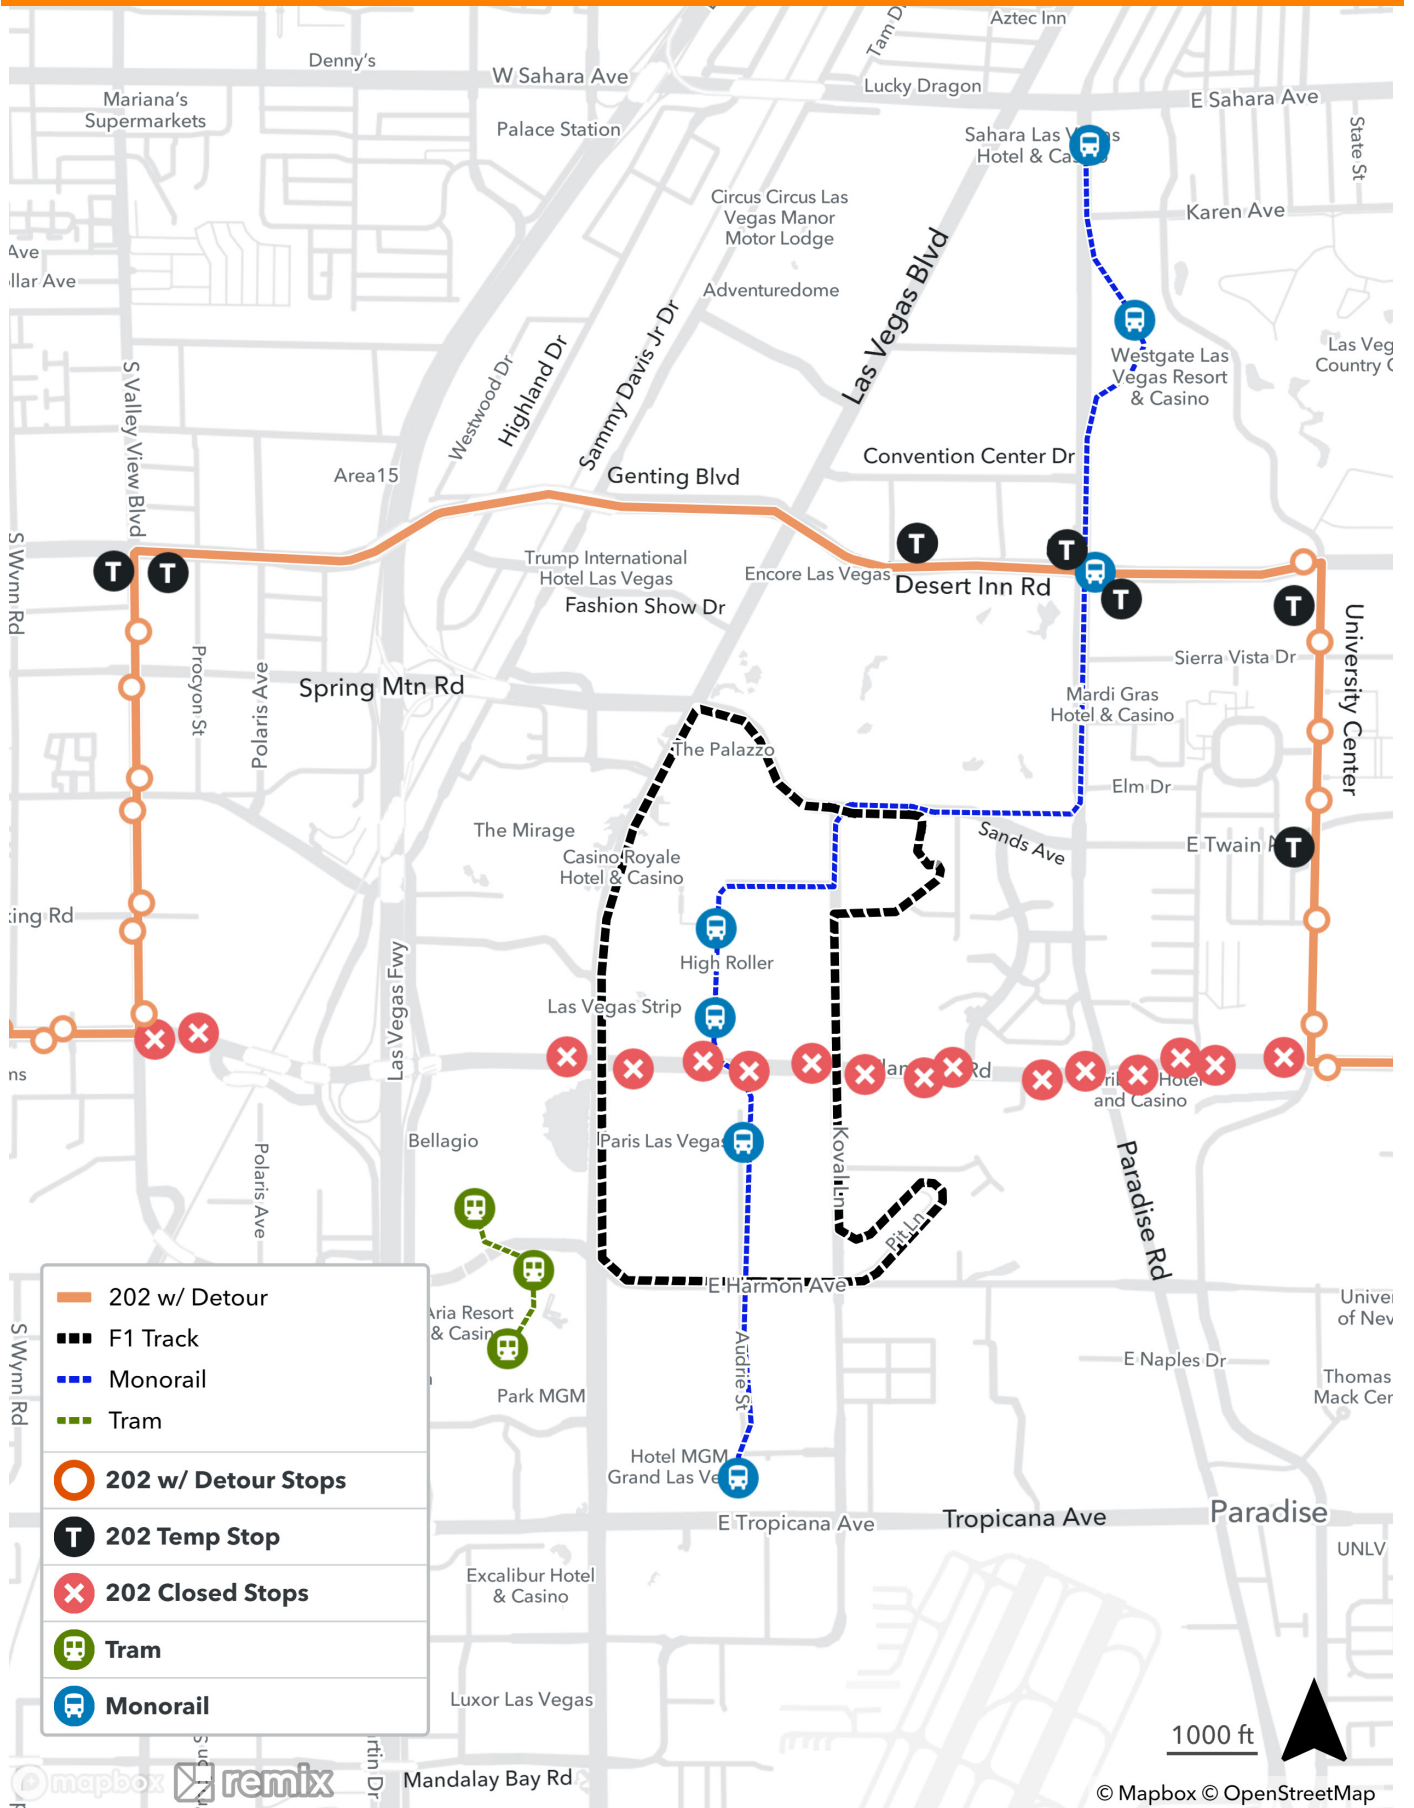 Aztec Inn
Tam D
Denny's
W Sahara Ave
Lucky Dragon
E Sahara Ave
Mariana's
Supermarkets
Palace Station
Sahara Las V as
Hotel & Ca
State St
Circus Circus Las
Vegas Manor
Motor Lodge
Karen Ave
Ave
llar Ave
Adventuredome
Las Vegas Blvd
S Valley View Blvd
Westwood Dr
Highland Dr
Sammy Davis Jr Dr
Westgate Las
Vegas Resort
& Casino
Las Veg
Country C
Area15
Genting Blvd
Convention Center Dr
S Wynn Rd
T
T
T
T
T
T
Trump International
Hotel Las Vegas
Encore Las Vegas
Desert Inn Rd
Fashion Show Dr
University Center
Procyon St
Polaris Ave
Spring Mtn Rd
Sierra Vista Dr
Mardi Gras
Hotel & Casino
The Palazzo
Elm Dr
The Mirage
Sands Ave
E Twain
T
Casino Royale
Hotel & Casino
Las Vegas Fwy
High Roller
Las Vegas Strip
Rd
Hotel
and Casino
Bellagio
Paris Las Vegas
Koval Ln
Polaris Ave
Paradise Rd
Pit Ln
E Harmon Ave
Aria Resort
& Casin
Audrie St
Univer
of Nev
E Naples Dr
Thomas
Mack Cen
Park MGM
S Wynn Rd
Hotel MGM
Grand Las Ve
E Tropicana Ave
Tropicana Ave
Paradise
UNLV
Excalibur Hotel
& Casino
Luxor Las Vegas
Mandalay Bay Rd
rtin Dr
202 w/ Detour
F1 Track
Monorail
Tram
202 w/ Detour Stops
T 202 Temp Stop
202 Closed Stops
Tram
Monorail
1000 ft
mapbox
remix
© Mapbox © OpenStreetMap